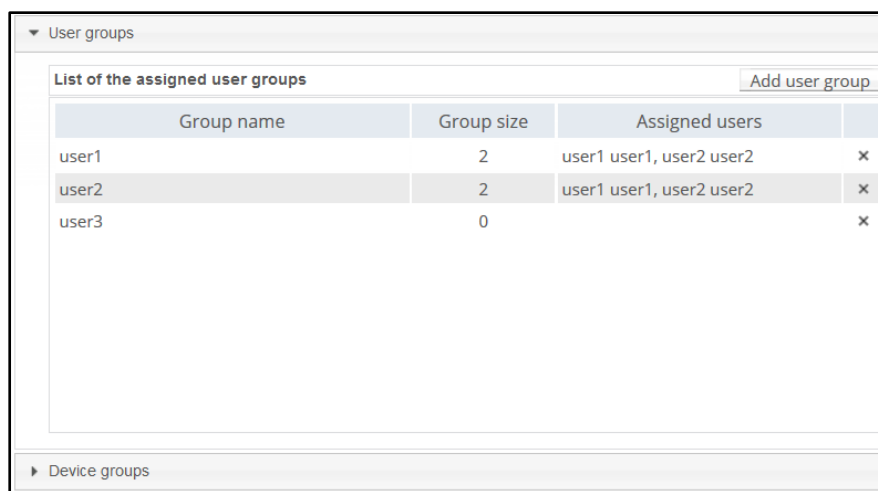 User groups
List of the assigned user groups Add user group
Group name Group size Assigned users
user1 2 user1 user1, user2 user2 ×
user2 2 user1 user1, user2 user2 ×
user3 0 ×
Device groups